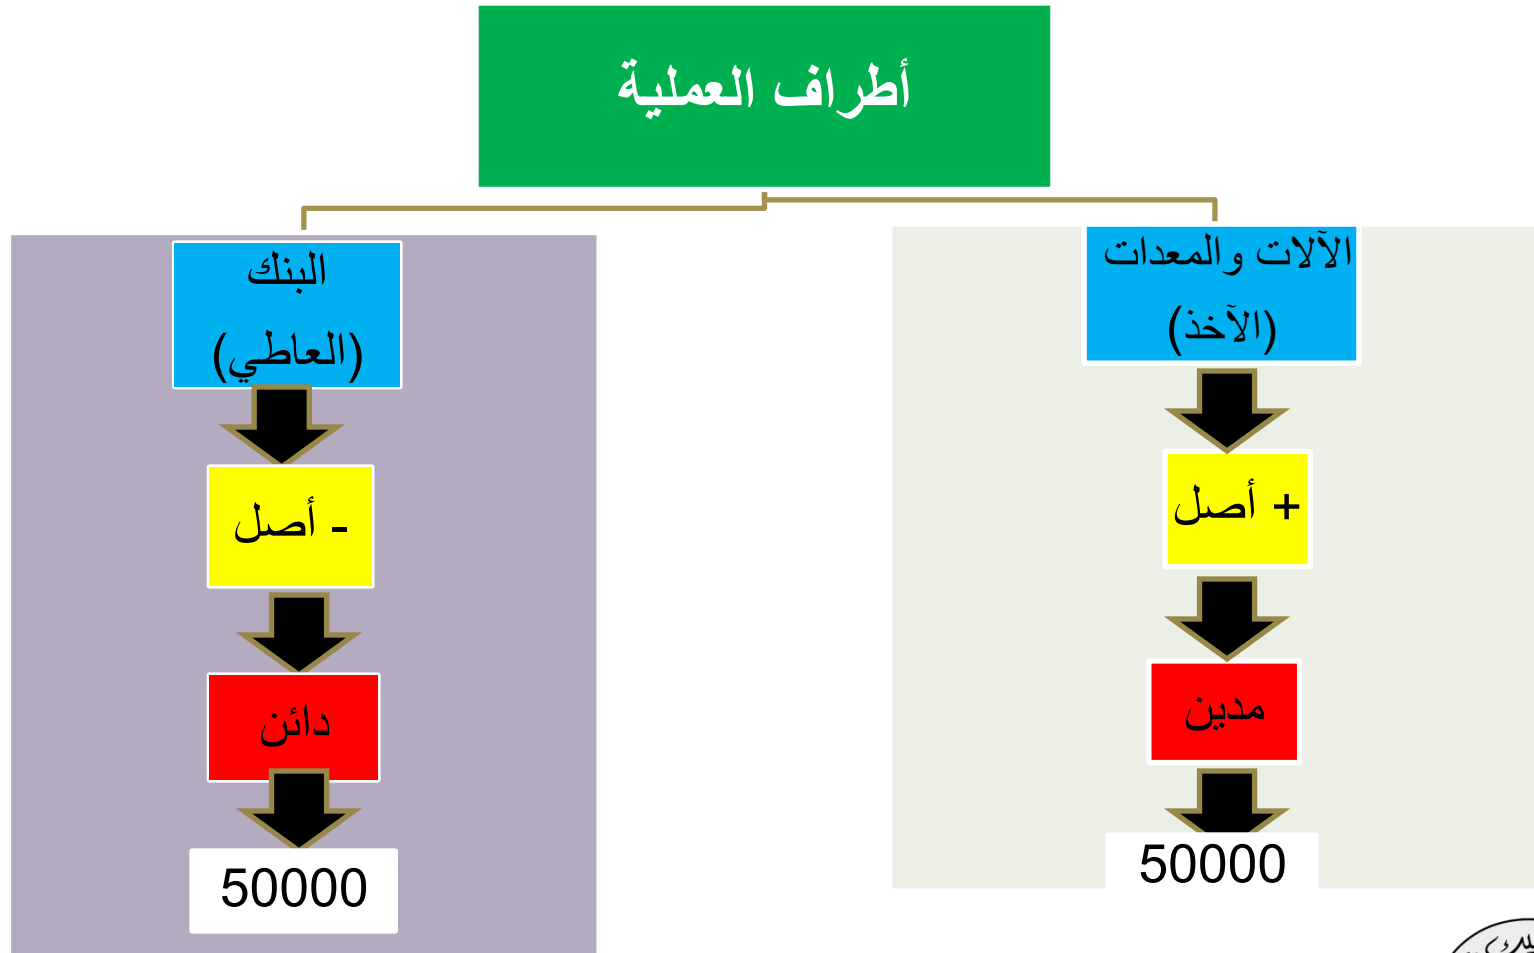 أطراف العملية
الآلات والمعدات
(الآخذ)
+ أصل
مدين
50000
البنك
(العاطي)
- أصل
دائن
50000